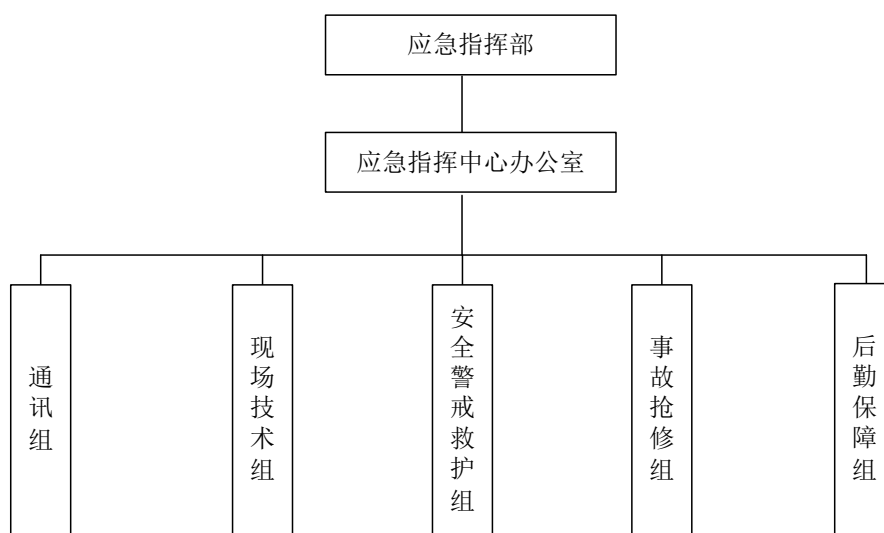 应急指挥部
应急指挥中心办公室
通讯组
现场技术组
安全警戒救护组
事故抢修组
后勤保障组